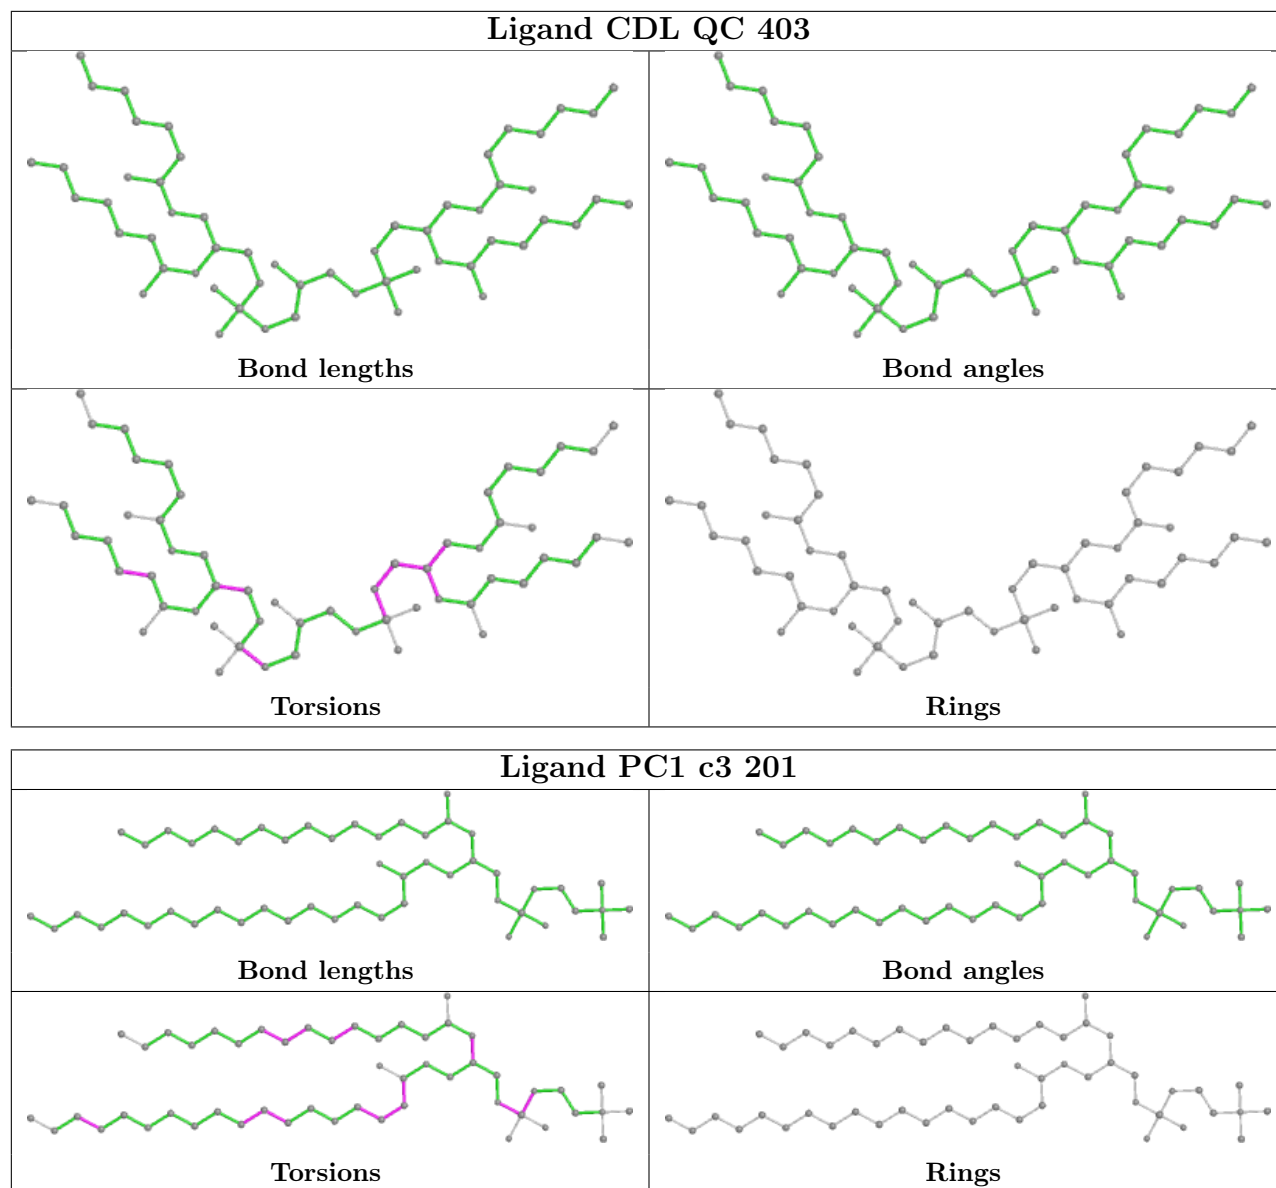 Ligand CDL QC 403
Bond lengths
Bond angles
Torsions
Rings
Ligand PC1 c3 201
Bond lengths
Bond angles
Torsions
Rings